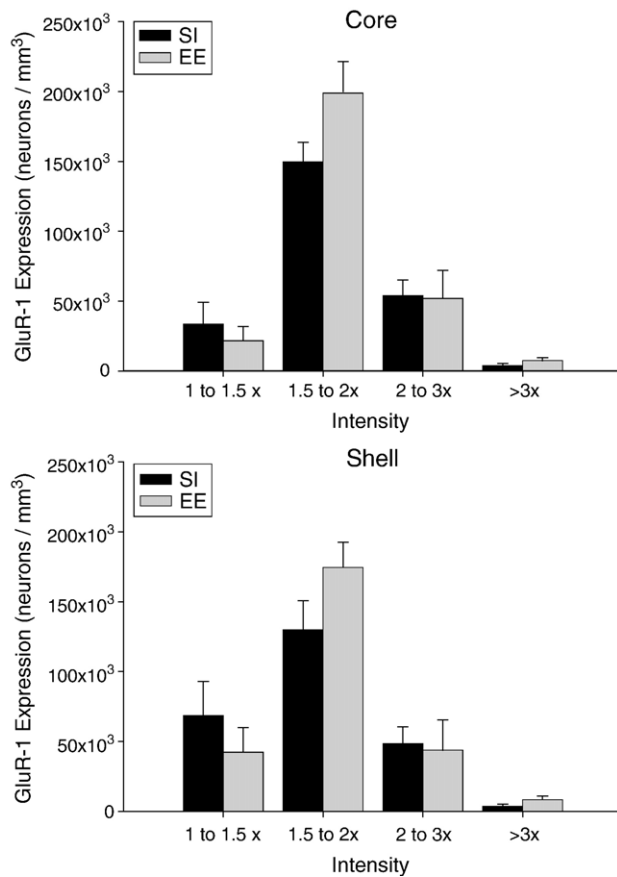 Core
SI
EE
GluR-1 Expression (neurons / mm³)
250x10³
200x10³
150x10³
100x10³
50x10³
0
1 to 1.5 x 1.5 to 2x 2 to 3x >3x
Intensity
Shell
SI
EE
GluR-1 Expression (neurons / mm³)
250x10³
200x10³
150x10³
100x10³
50x10³
0
1 to 1.5 x 1.5 to 2x 2 to 3x >3x
Intensity